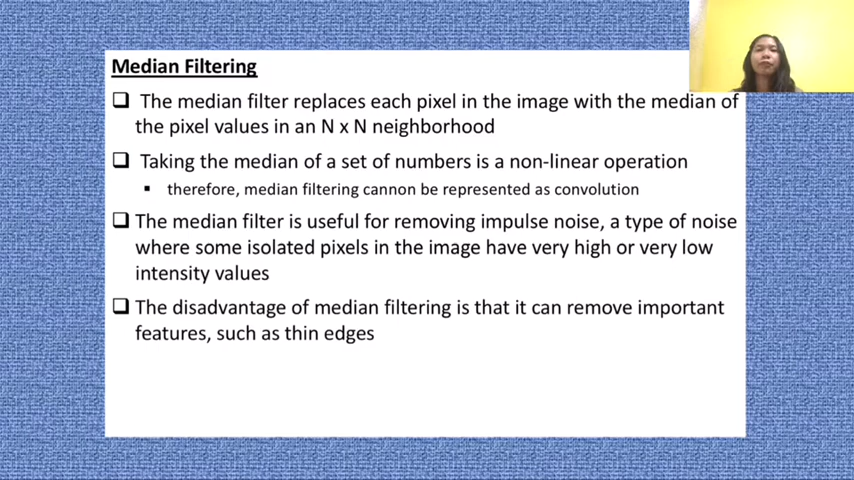 Median Filtering
The median filter replaces each pixel in the image with the median of
the pixel values in an N x N neighborhood
Taking the median of a set of numbers is a non-linear operation
therefore, median filtering cannon be represented as convolution
The median filter is useful for removing impulse noise, a type of noise
where some isolated pixels in the image have very high or very low
intensity values
The disadvantage of median filtering is that it can remove important
features, such as thin edges